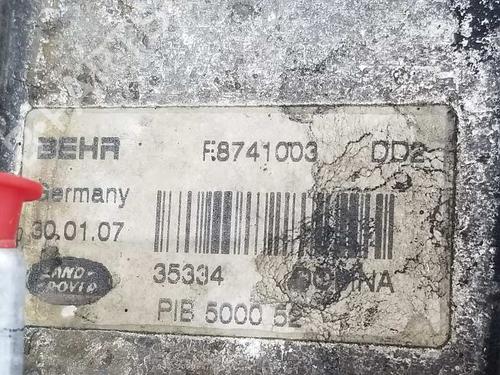 BEHR F8741003 DD2
Germany
30.01.07
LAND-
ROVER
35334
PIB 5000 52